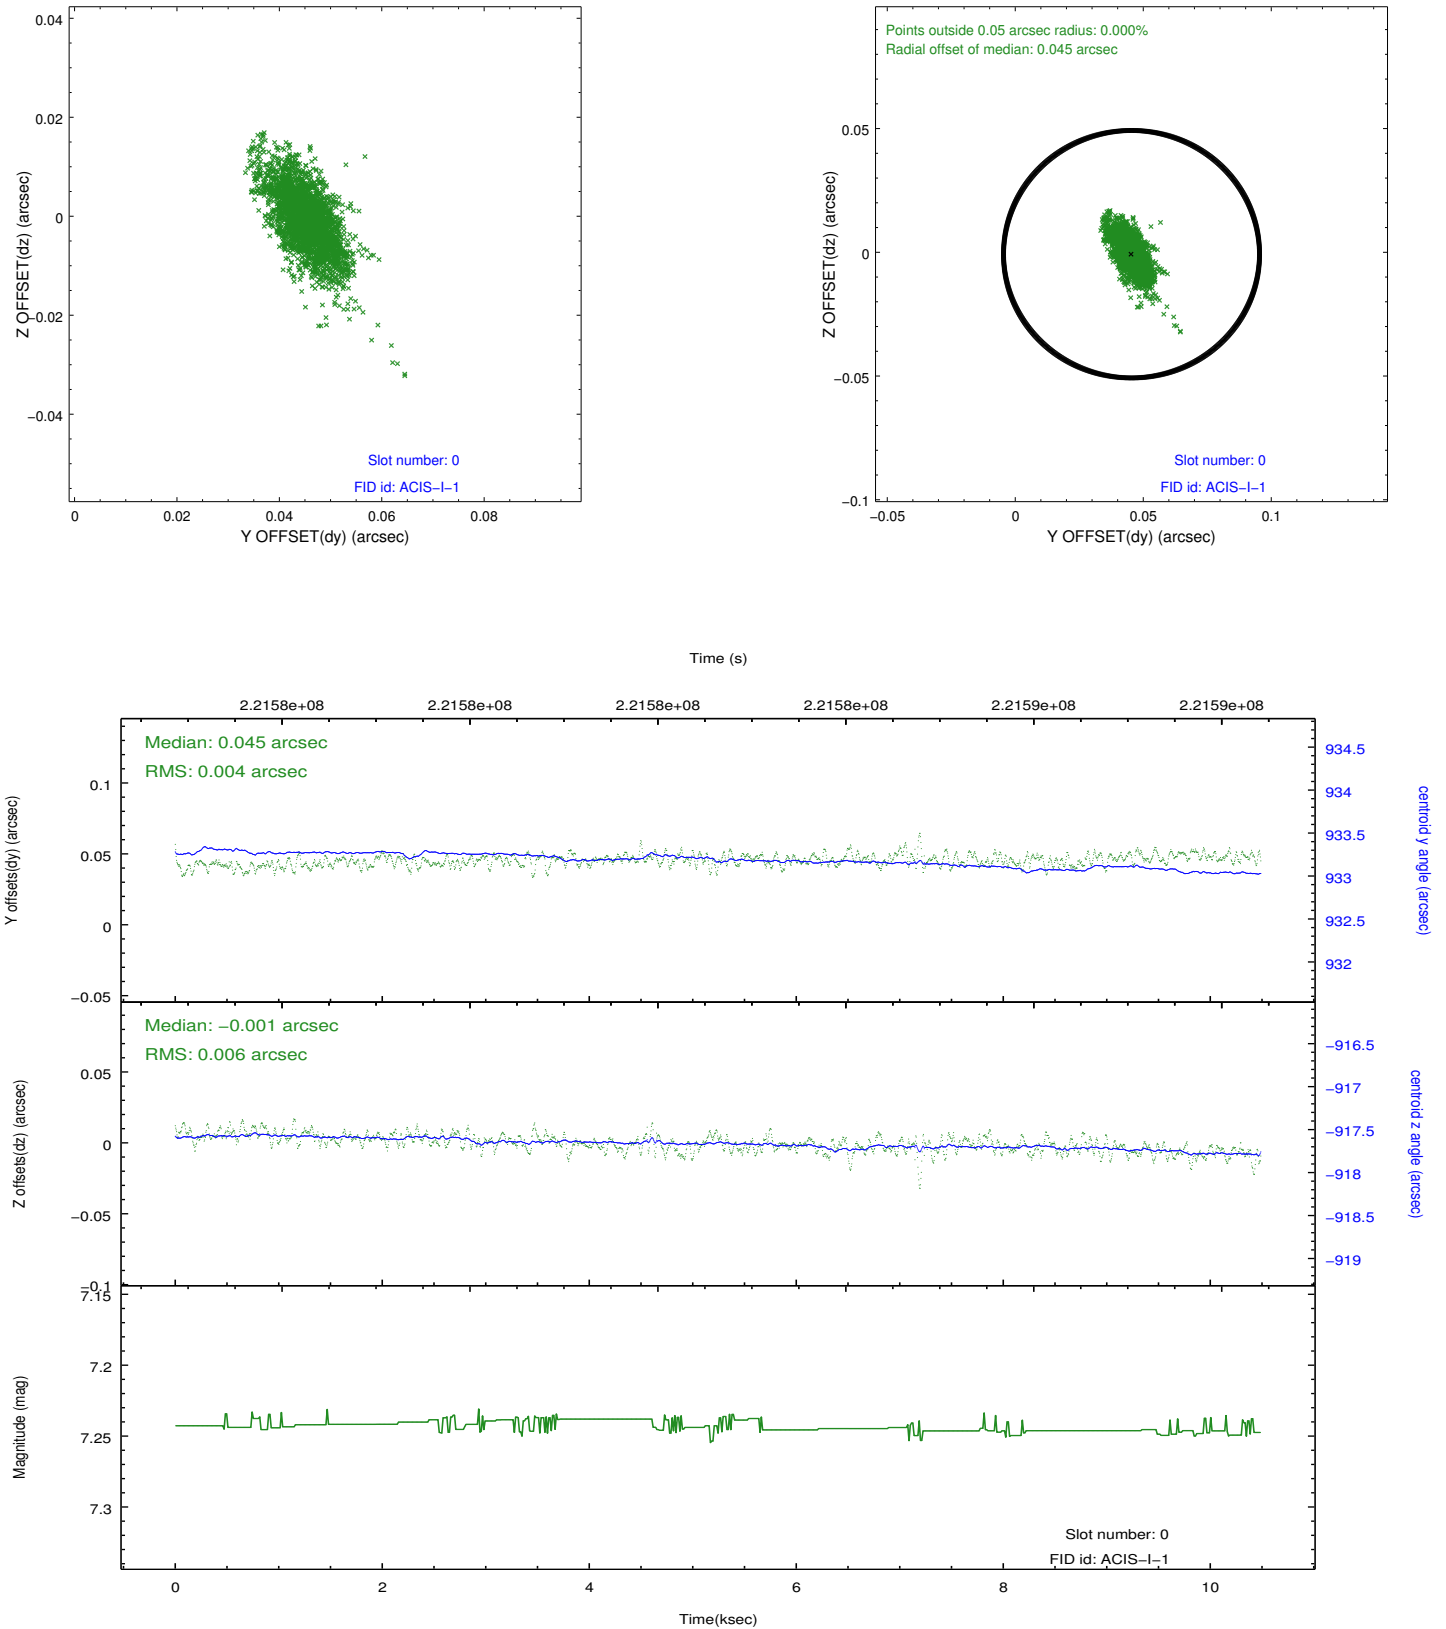 0.04
0.02
0
−0.02
−0.04
Z OFFSET(dz) (arcsec)
Slot number: 0
FID id: ACIS−I−1
0 0.02 0.04 0.06 0.08
Y OFFSET(dy) (arcsec)
Points outside 0.05 arcsec radius: 0.000%
Radial offset of median: 0.045 arcsec
0.05
0
−0.05
−0.1
Z OFFSET(dz) (arcsec)
Slot number: 0
FID id: ACIS−I−1
−0.05 0 0.05 0.1
Y OFFSET(dy) (arcsec)
Time (s)
2.2158e+08 2.2158e+08 2.2158e+08 2.2158e+08 2.2159e+08 2.2159e+08
Median: 0.045 arcsec
RMS: 0.004 arcsec
0.1
0.05
0
−0.05
Y offsets(dy) (arcsec)
934.5
934
933.5
933
932.5
932
centroid y angle (arcsec)
Median: −0.001 arcsec
RMS: 0.006 arcsec
0.05
0
−0.05
−0.1
Z offsets(dz) (arcsec)
−916.5
−917
−917.5
−918
−918.5
−919
centroid z angle (arcsec)
7.15
7.2
7.25
7.3
Magnitude (mag)
Slot number: 0
FID id: ACIS−I−1
0 2 4 6 8 10
Time(ksec)